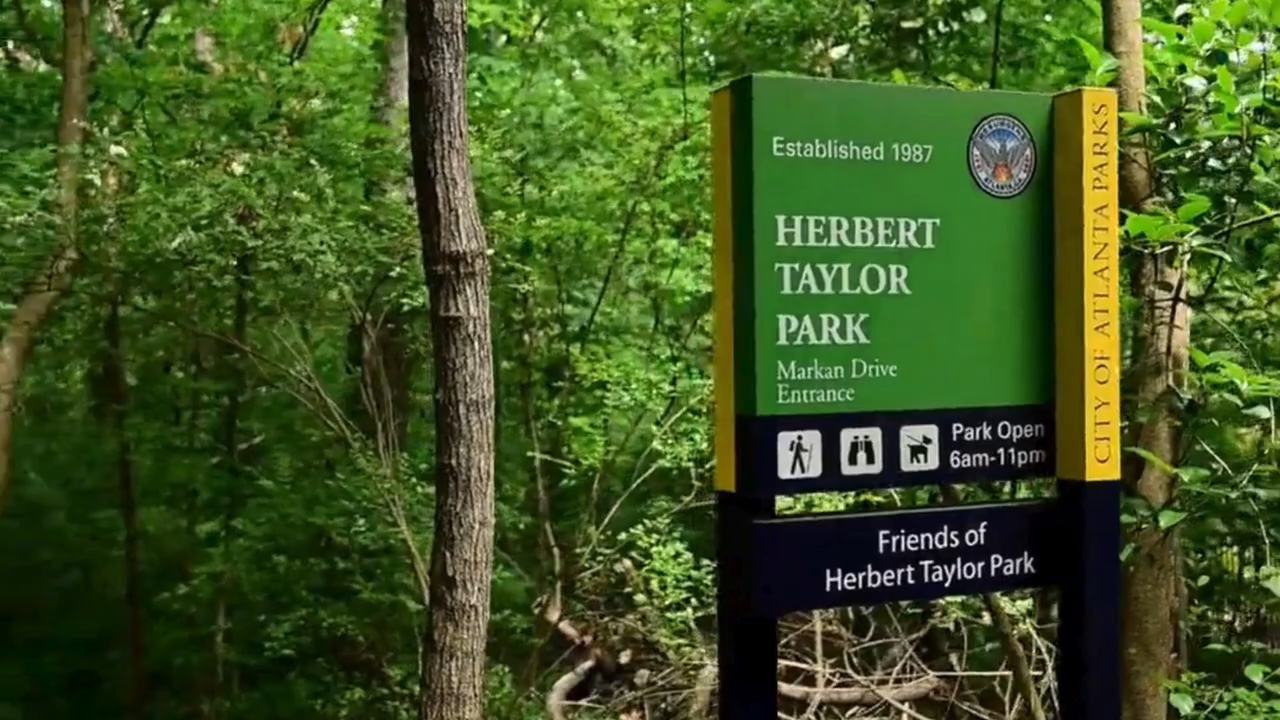 Established 1987
HERBERT
TAYLOR
PARK
Markan Drive
Entrance
Park Open
6am-11pm
Friends of
Herbert Taylor Park
CITY OF ATLANTA PARKS